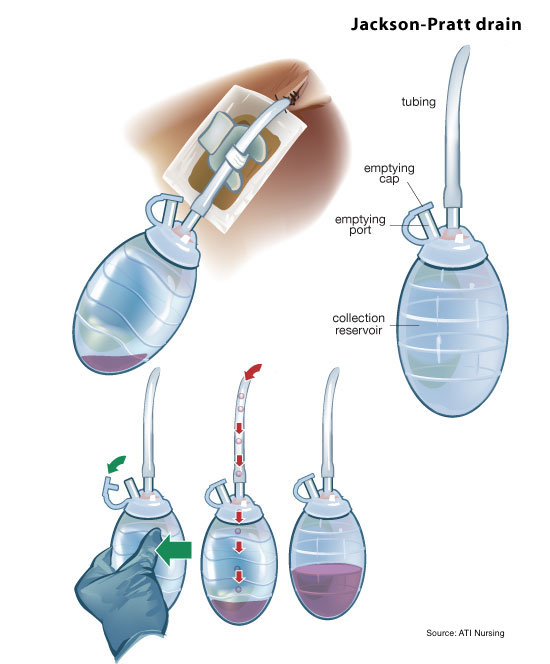 Jackson-Pratt drain
tubing
emptying
cap
emptying
port
collection
reservoir
Source: ATI Nursing